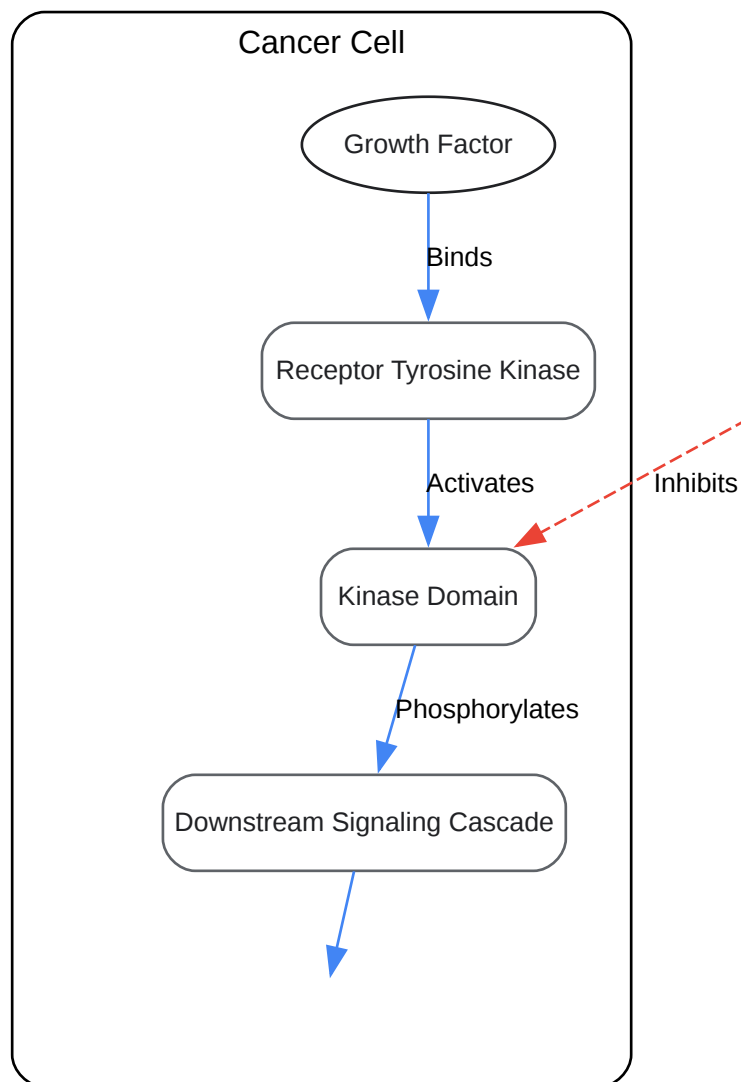 Cancer Cell
Growth Factor
Binds
Receptor Tyrosine Kinase
Activates
Inhibits
Kinase Domain
Phosphorylates
Downstream Signaling Cascade